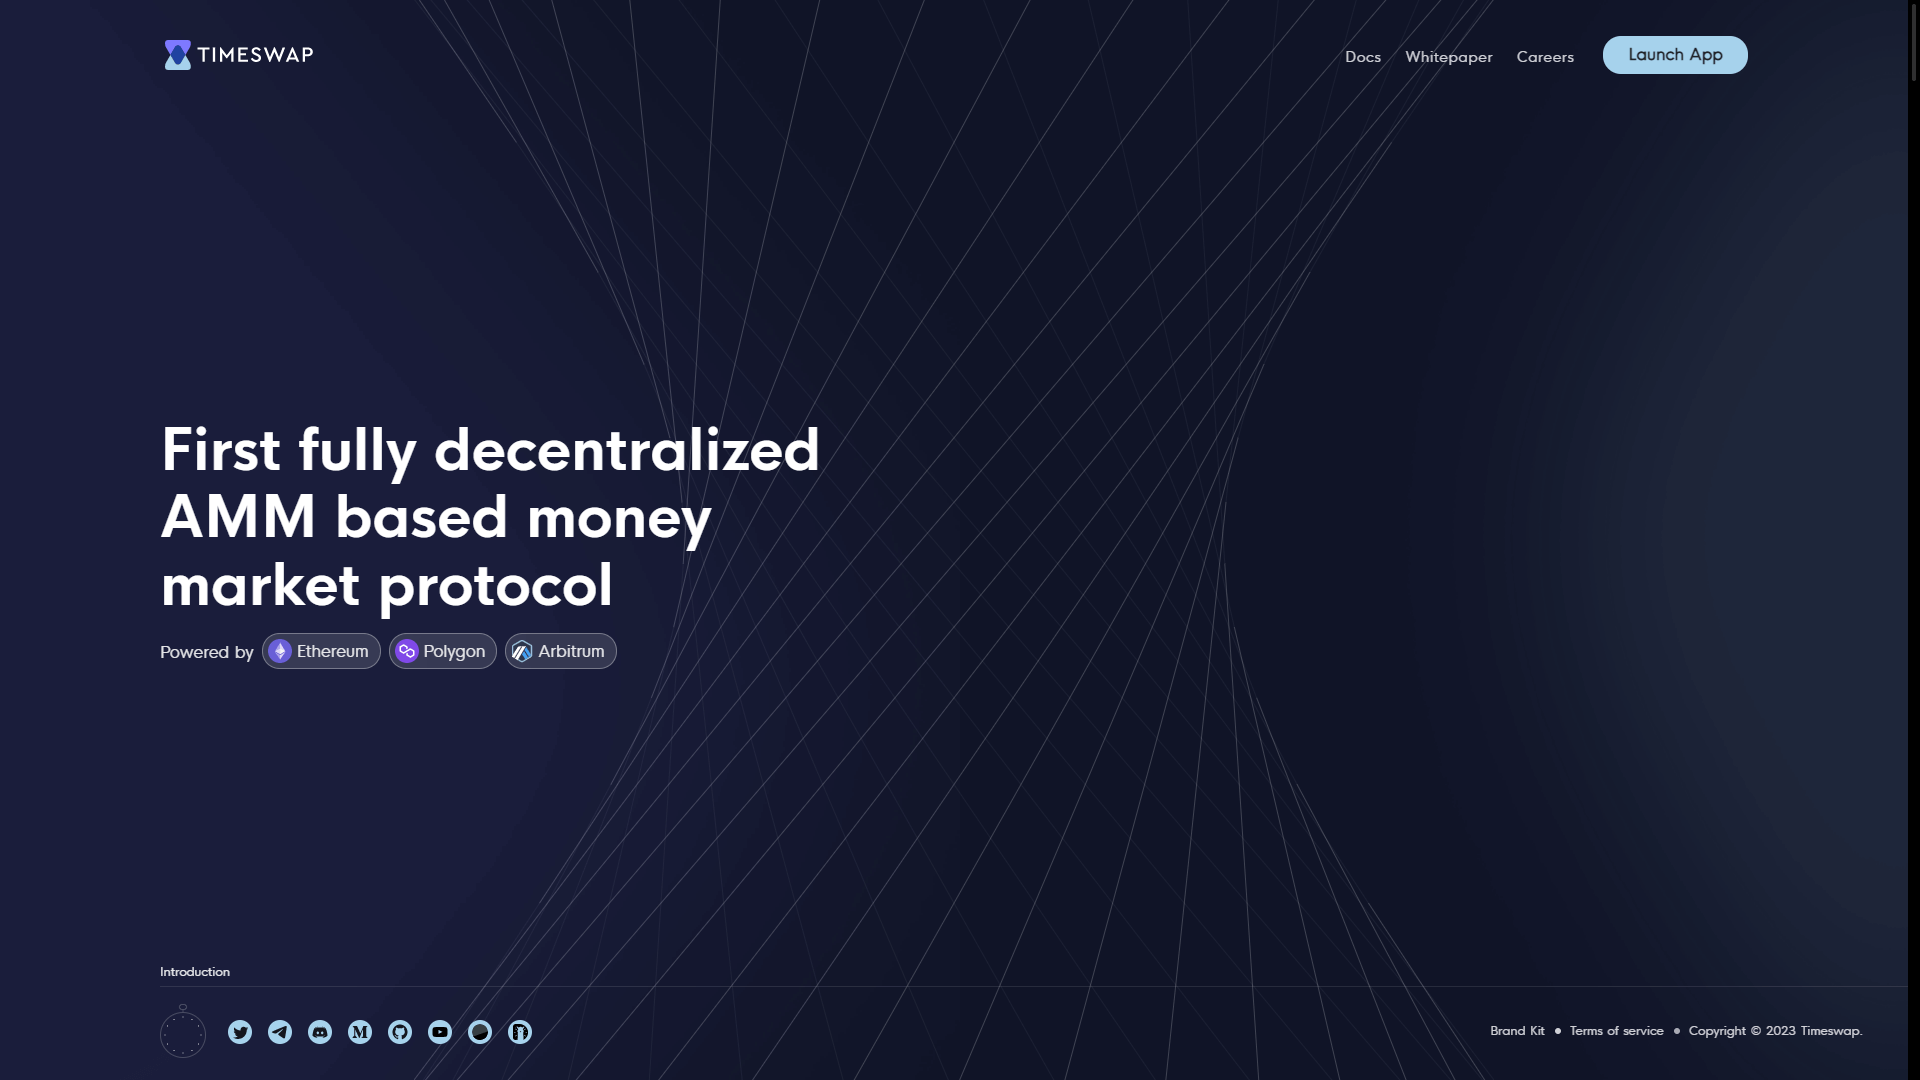 TIMESWAP
Docs
Whitepaper
Careers
Launch App
First fully decentralized
AMM based money
market protocol
Powered by
Ethereum
Polygon
Arbitrum
Introduction
Brand Kit
Terms of service
Copyright © 2023 Timeswap.